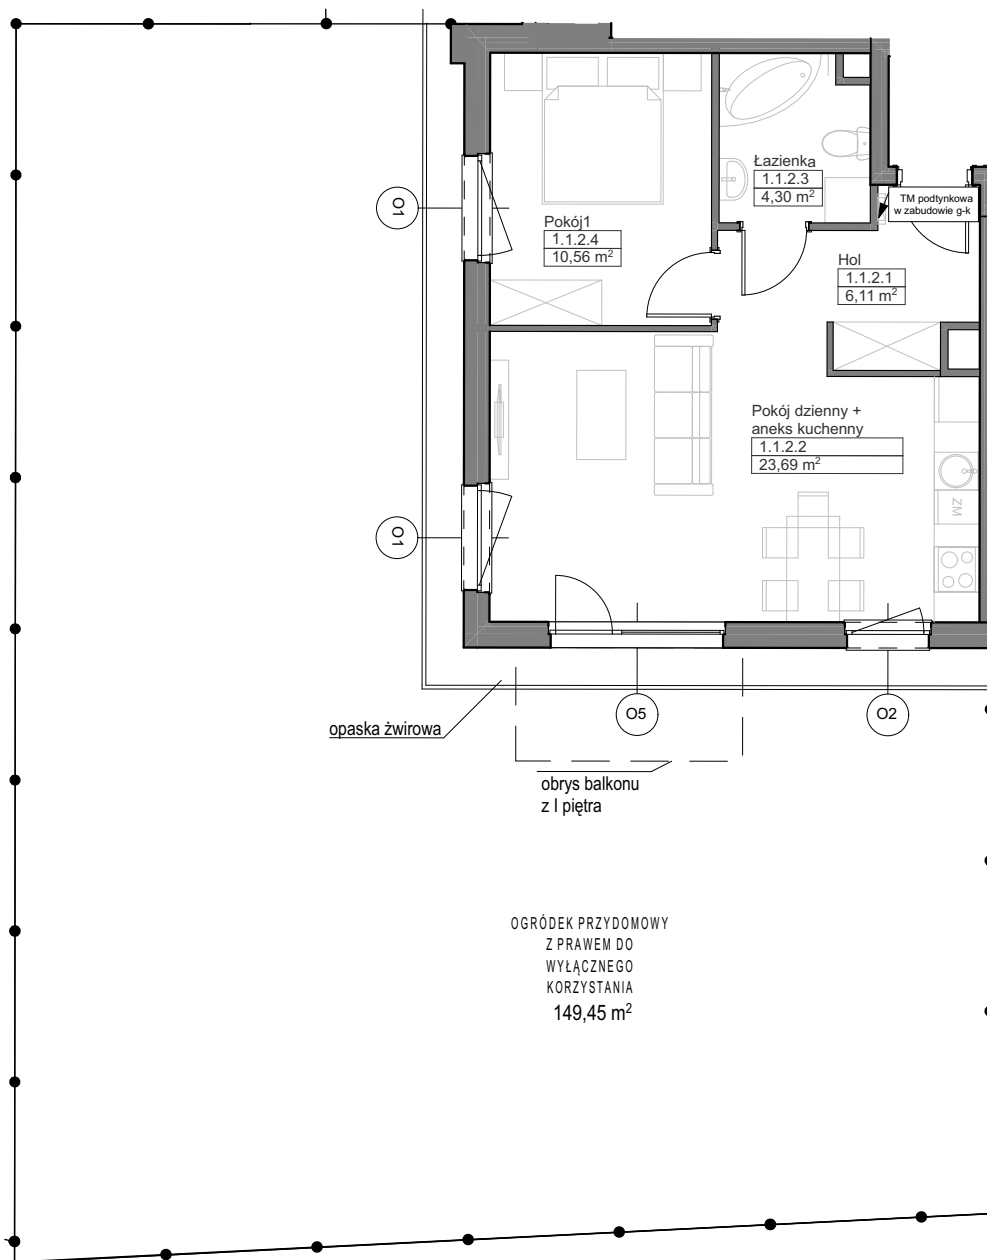 Łazienka
1.1.2.3
4,30 m²
TM podtynkowa
w zabudowie g-k
O1
Pokój1
1.1.2.4
10,56 m²
Hol
1.1.2.1
6,11 m²
Pokój dzienny +
aneks kuchenny
1.1.2.2
23,69 m²
ZM
O1
opaska żwirowa
O5
O2
obrys balkonu
z I piętra
OGRÓDEK PRZYDOMOWY
Z PRAWEM DO
WYŁĄCZNEGO
KORZYSTANIA
149,45 m²